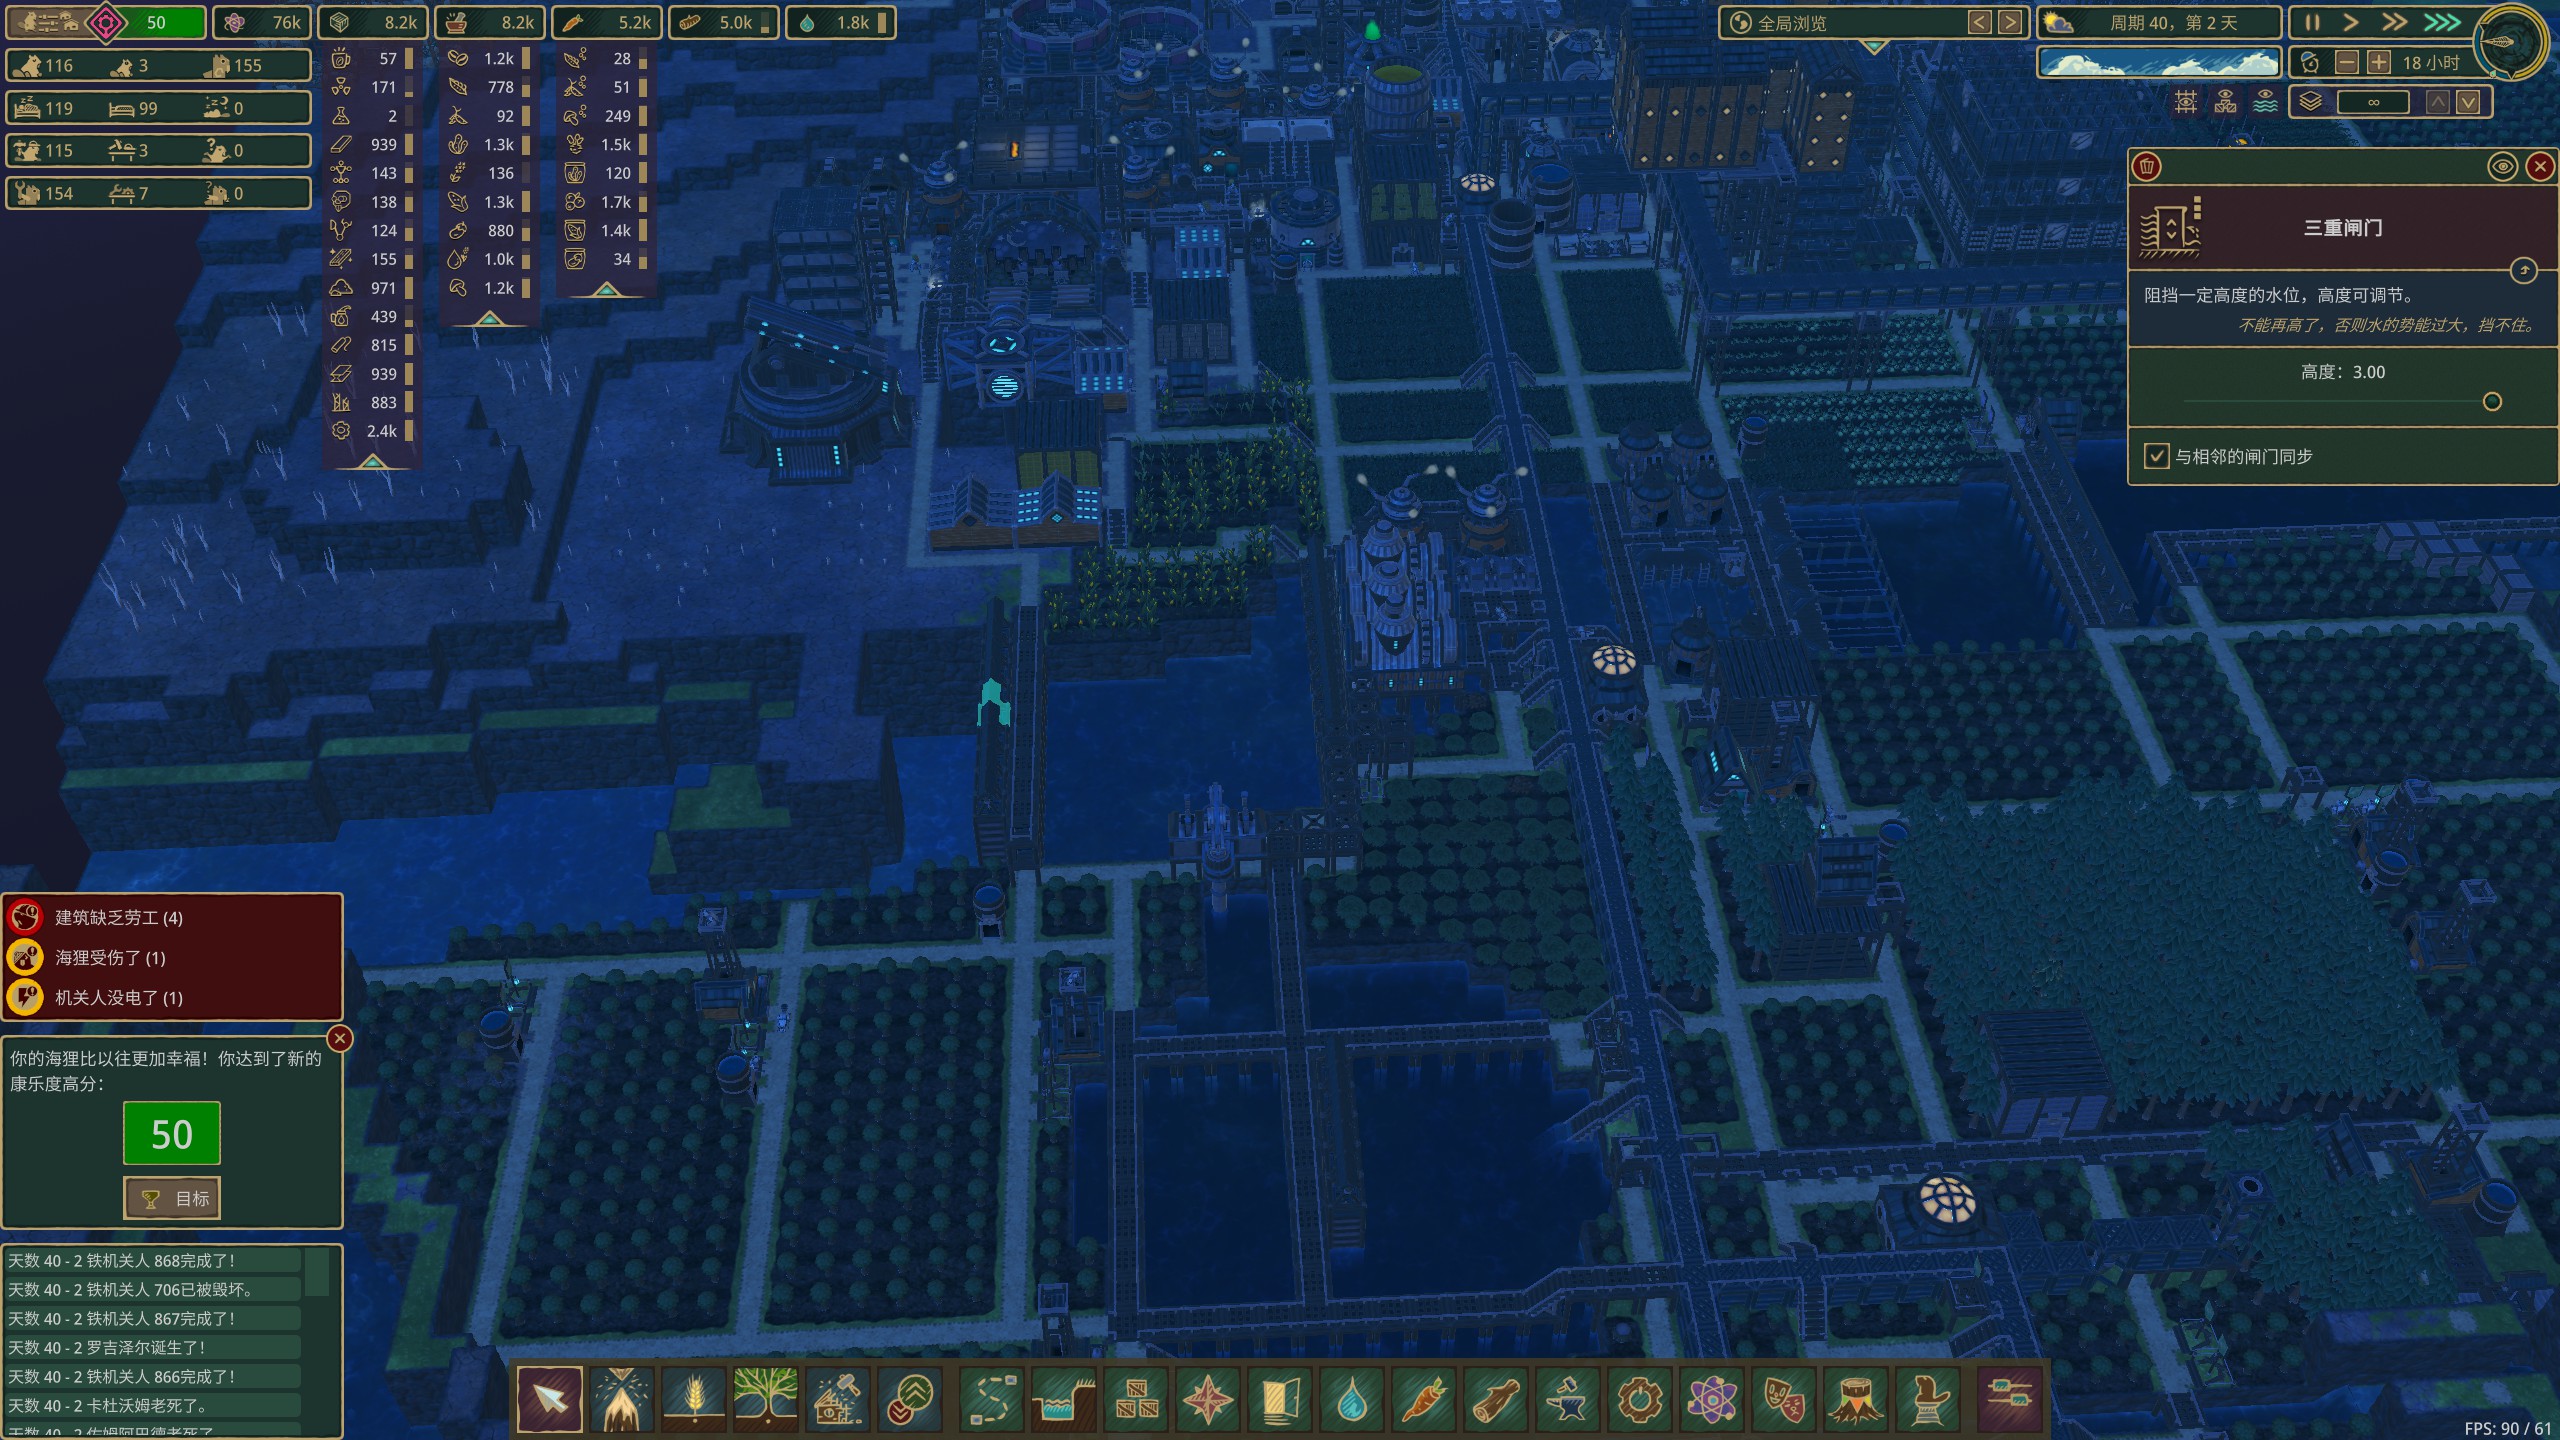 50
76k
8.2k
8.2k
5.2k
5.0k
1.8k
全局浏览
周期 40，第 2 天
116 3 155
18 小时
119 99 0
∞
115 3 0
154 7 0
57
171
2
939
143
138
124
155
971
439
815
939
883
2.4k
1.2k
778
92
1.3k
136
1.3k
880
1.0k
1.2k
28
51
249
1.5k
120
1.7k
1.4k
34
三重闸门
阻挡一定高度的水位，高度可调节。
不能再高了，否则水的势能过大，挡不住。
高度：3.00
与相邻的闸门同步
建筑缺乏劳工 (4)
海狸受伤了 (1)
机关人没电了 (1)
你的海狸比以往更加幸福！你达到了新的
康乐度高分：
50
目标
天数 40 - 2 铁机关人 868完成了！
天数 40 - 2 铁机关人 706已被毁坏。
天数 40 - 2 铁机关人 867完成了！
天数 40 - 2 罗吉泽尔诞生了！
天数 40 - 2 铁机关人 866完成了！
天数 40 - 2 卡杜沃姆老死了。
FPS: 90 / 61